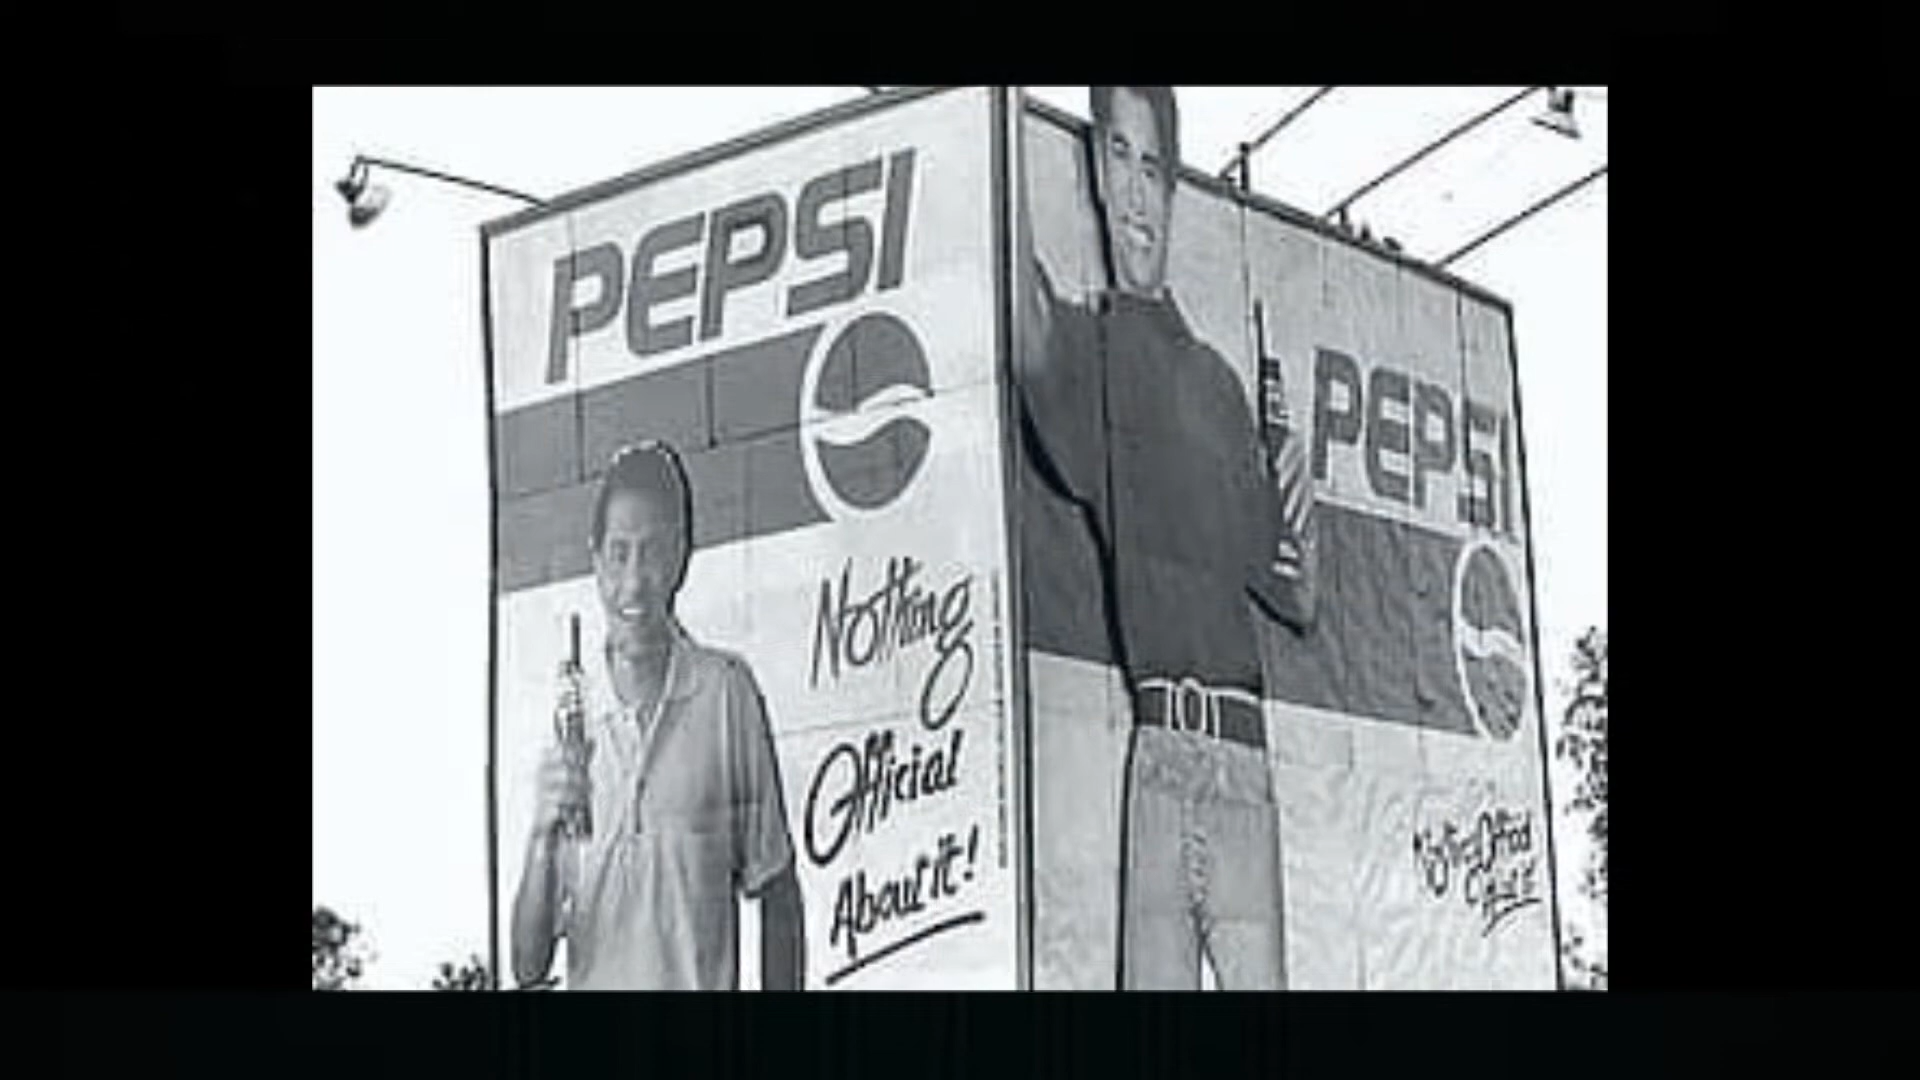 PEPSI
Nothing
Official
About it!
PEPSI